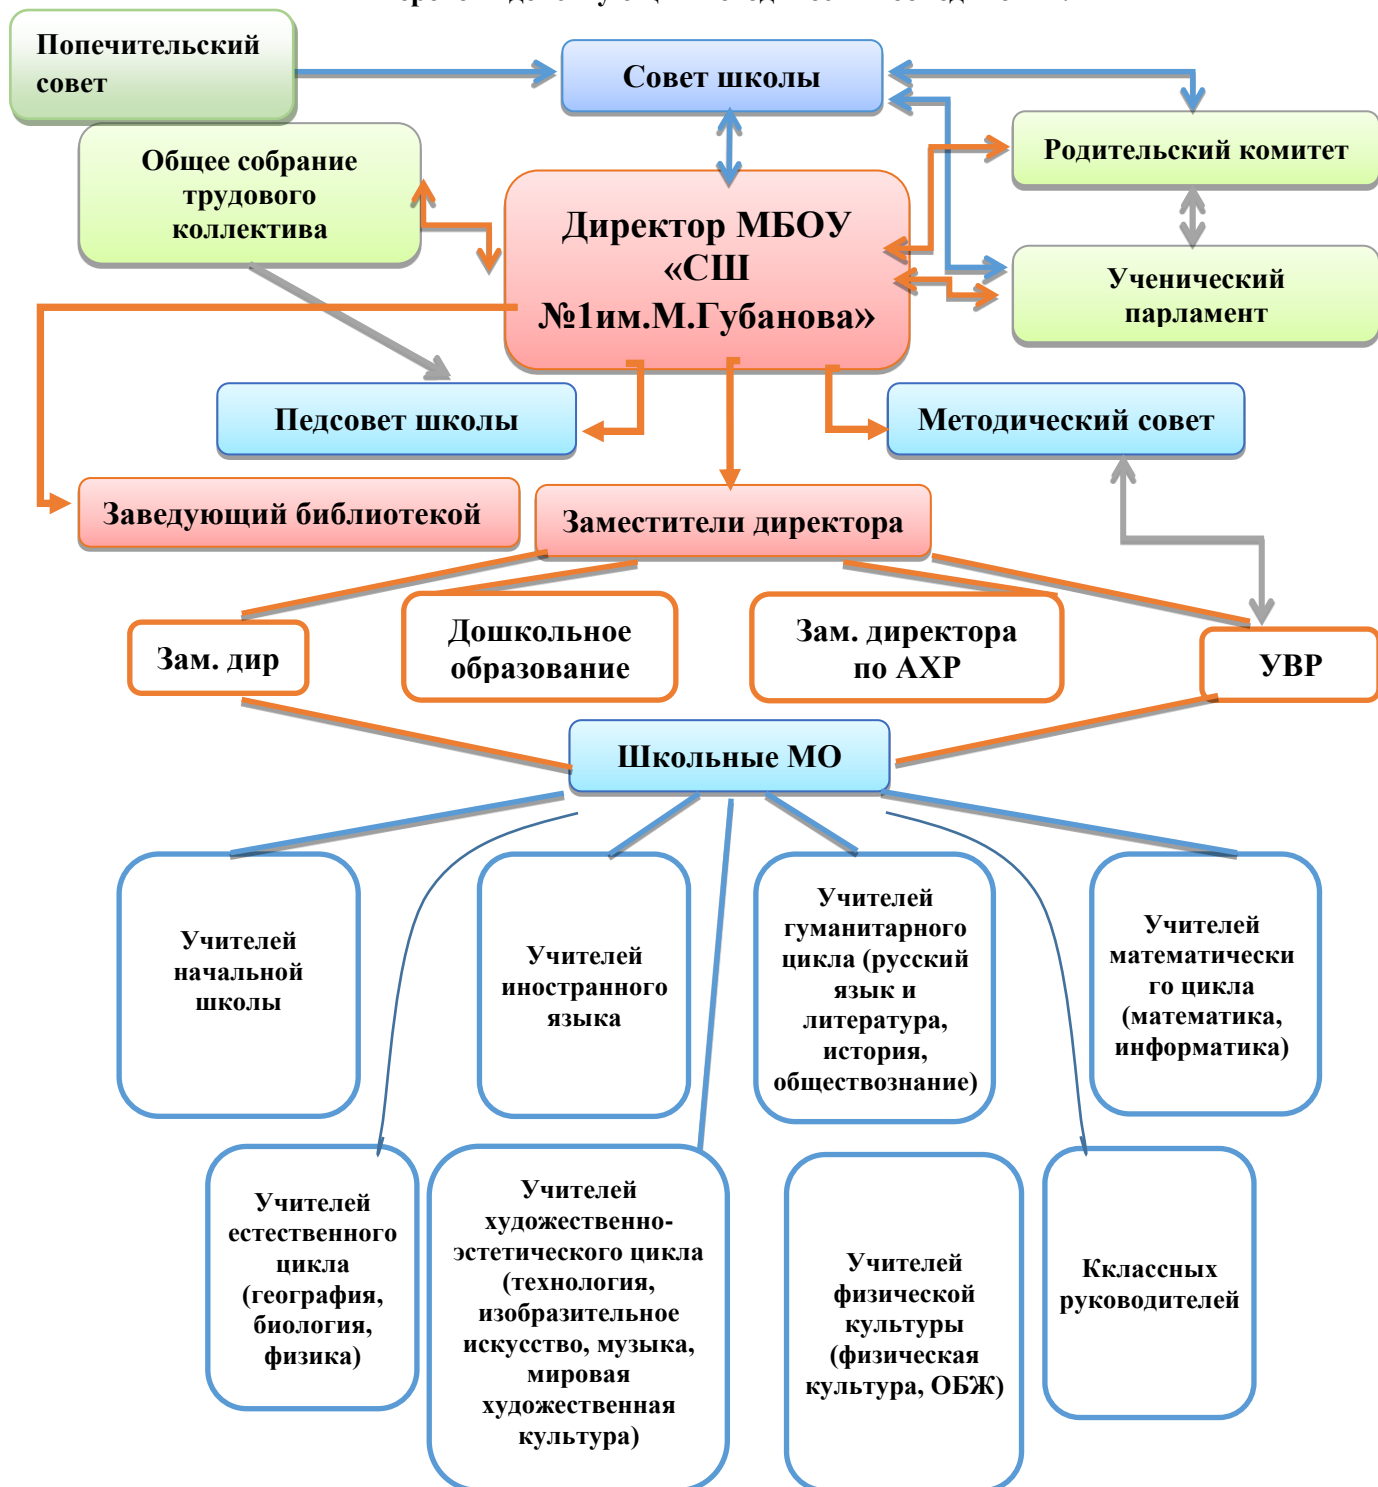 Попечительский
совет
Совет школы
Общее собрание
трудового
коллектива
Родительский комитет
Директор МБОУ
«СШ
№1им.М.Губанова»
Ученический
парламент
Педсовет школы
Методический совет
Заведующий библиотекой
Заместители директора
Зам. дир
Дошкольное
образование
Зам. директора
по АХР
УВР
Школьные МО
Учителей
начальной
школы
Учителей
иностранного
языка
Учителей
гуманитарного
цикла (русский
язык и
литература,
история,
обществознание)
Учителей
математически
го цикла
(математика,
информатика)
Учителей
естественного
цикла
(география,
биология,
физика)
Учителей
художественно-
эстетического цикла
(технология,
изобразительное
искусство, музыка,
мировая
художественная
культура)
Учителей
физической
культуры
(физическая
культура, ОБЖ)
Кклассных
руководителей